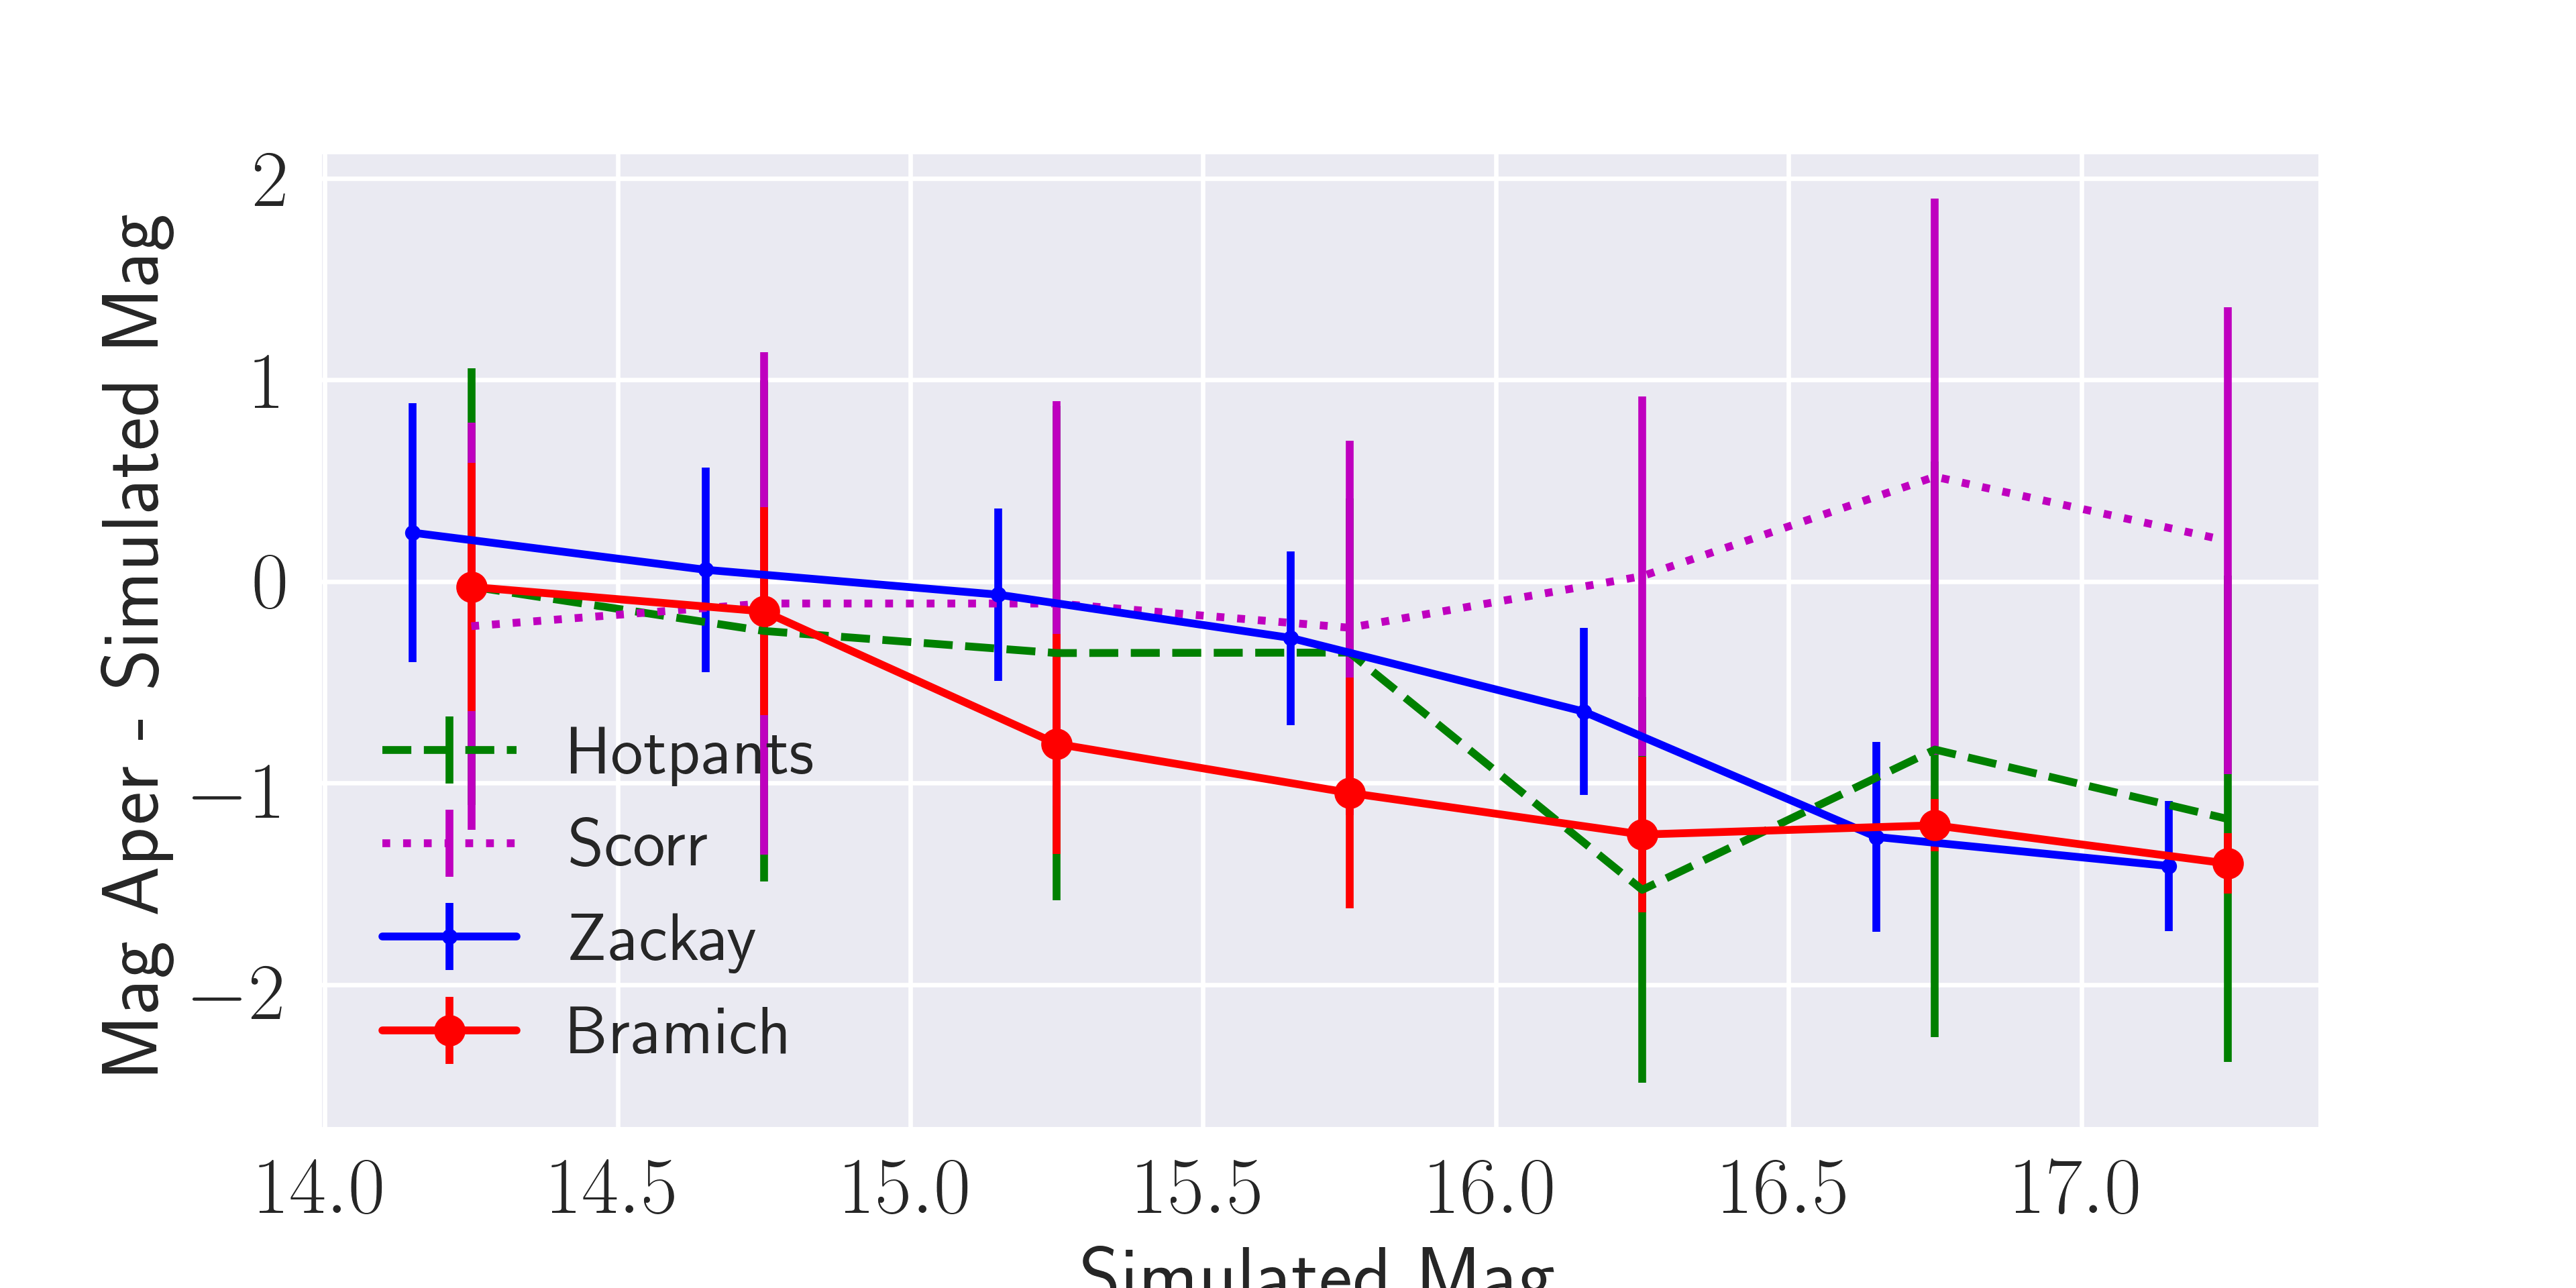 Mag Aper - Simulated Mag
2
1
0
−1
−2
Hotpants
Scorr
Zackay
Bramich
14.0 14.5 15.0 15.5 16.0 16.5 17.0
Simulated Mag